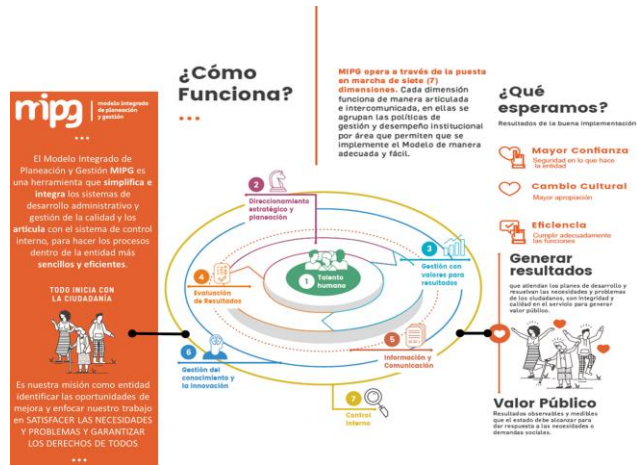 mipg
modelo integrado
de planeación
y gestión
El Modelo Integrado de
Planeación y Gestión MIPG es
una herramienta que simplifica e
integra los sistemas de
desarrollo administrativo y
gestión de la calidad y los
articula con el sistema de control
interno, para hacer los procesos
dentro de la entidad más
sencillos y eficientes.
TODO INICIA CON
LA CIUDADANÍA
Es nuestra misión como entidad
identificar las oportunidades de
mejora y enfocar nuestro trabajo
en SATISFACER LAS NECESIDADES
Y PROBLEMAS Y GARANTIZAR
LOS DERECHOS DE TODOS
¿Cómo
Funciona?
MIPG opera a través de la puesta
en marcha de siete (7)
dimensiones. Cada dimensión
funciona de manera articulada
e intercomunicada, en ellas se
agrupan las políticas de
gestión y desempeño institucional
por área que permiten que se
implemente el Modelo de manera
adecuada y fácil.
1
Talento
humano
2
Direccionamiento
estratégico y
planeación
3
Gestión con
valores para
resultados
4
Evaluación
de Resultados
5
Información y
Comunicación
6
Gestión del
conocimiento y
la innovación
7
Control
Interno
¿Qué
esperamos?
Resultados de la buena implementación
Mayor Confianza
Seguridad en lo que hace
la entidad
Cambio Cultural
Mayor apropiación
Eficiencia
Cumplir adecuadamente
las funciones
Generar
resultados
que atiendan los planes de desarrollo y
resuelvan las necesidades y problemas
de los ciudadanos, con integridad y
calidad en el servicio para generar
valor público.
Valor Público
Resultados observables y medibles
que el estado debe alcanzar para
dar respuesta a las necesidades o
demandas sociales.